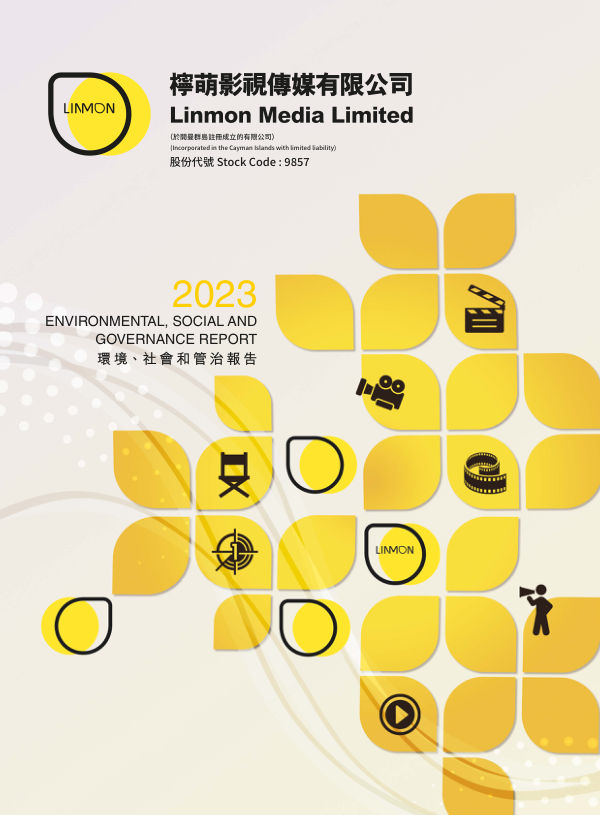 LINMON
檸萌影視傳媒有限公司
Linmon Media Limited
(於開曼群島註冊成立的有限公司)
(Incorporated in the Cayman Islands with limited liability)
股份代號 Stock Code : 9857
2023
ENVIRONMENTAL, SOCIAL AND
GOVERNANCE REPORT
環境、社會和管治報告
LINMON